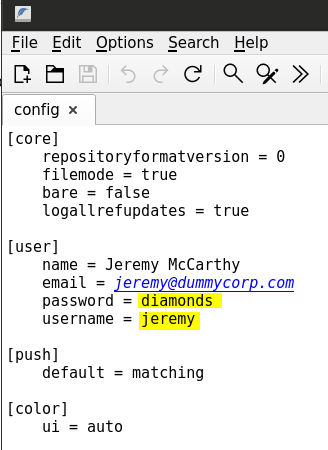 File Edit Options Search Help
config ×
[core]
    repositoryformatversion = 0
    filemode = true
    bare = false
    logallrefupdates = true

[user]
    name = Jeremy McCarthy
    email = jeremy@dummycorp.com
    password = diamonds
    username = jeremy

[push]
    default = matching

[color]
    ui = auto